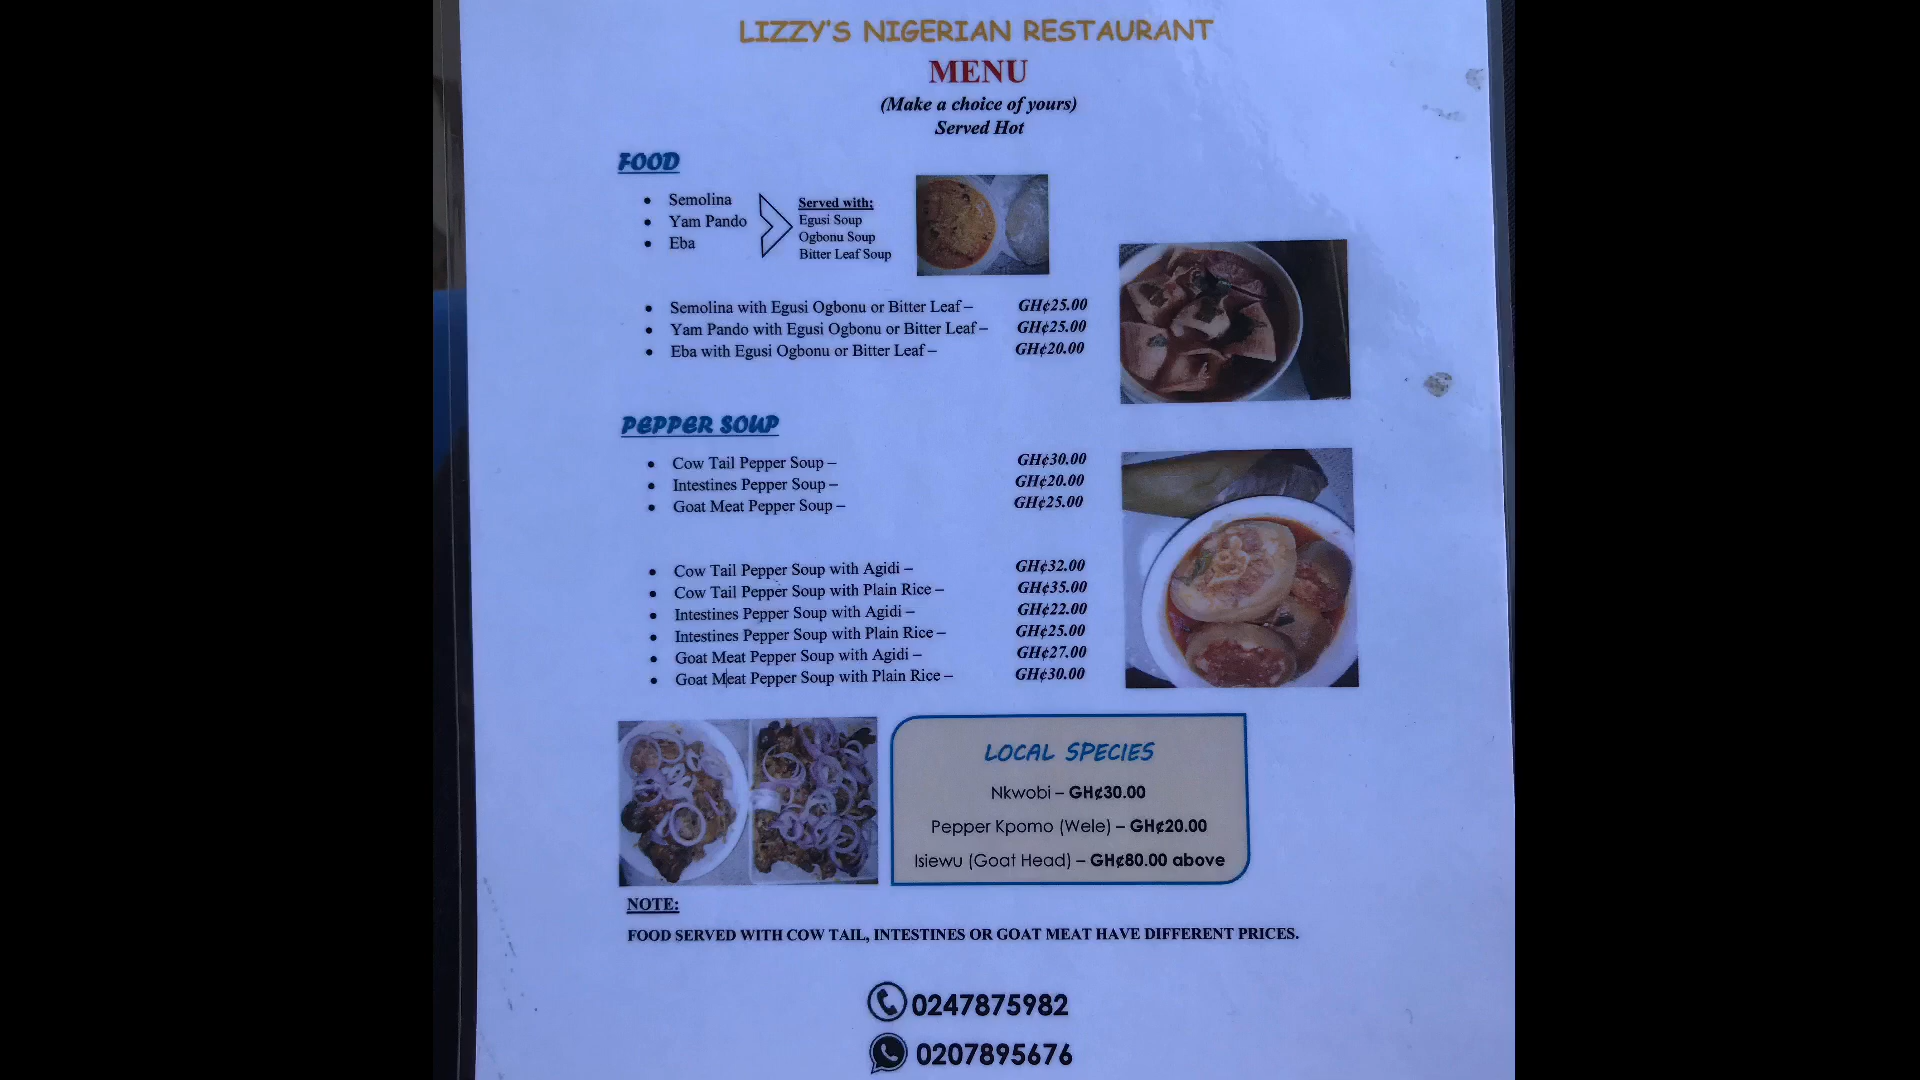 LIZZY'S NIGERIAN RESTAURANT
MENU
(Make a choice of yours)
Served Hot
FOOD
• Semolina
• Yam Pando
• Eba
Served with:
Egusi Soup
Ogbonu Soup
Bitter Leaf Soup
• Semolina with Egusi Ogbonu or Bitter Leaf – GH¢25.00
• Yam Pando with Egusi Ogbonu or Bitter Leaf – GH¢25.00
• Eba with Egusi Ogbonu or Bitter Leaf – GH¢20.00
PEPPER SOUP
• Cow Tail Pepper Soup – GH¢30.00
• Intestines Pepper Soup – GH¢20.00
• Goat Meat Pepper Soup – GH¢25.00
• Cow Tail Pepper Soup with Agidi – GH¢32.00
• Cow Tail Pepper Soup with Plain Rice – GH¢35.00
• Intestines Pepper Soup with Agidi – GH¢22.00
• Intestines Pepper Soup with Plain Rice – GH¢25.00
• Goat Meat Pepper Soup with Agidi – GH¢27.00
• Goat Meat Pepper Soup with Plain Rice – GH¢30.00
LOCAL SPECIES
Nkwobi – GH¢30.00
Pepper Kpomo (Wele) – GH¢20.00
Isiewu (Goat Head) – GH¢80.00 above
NOTE:
FOOD SERVED WITH COW TAIL, INTESTINES OR GOAT MEAT HAVE DIFFERENT PRICES.
0247875982
0207895676